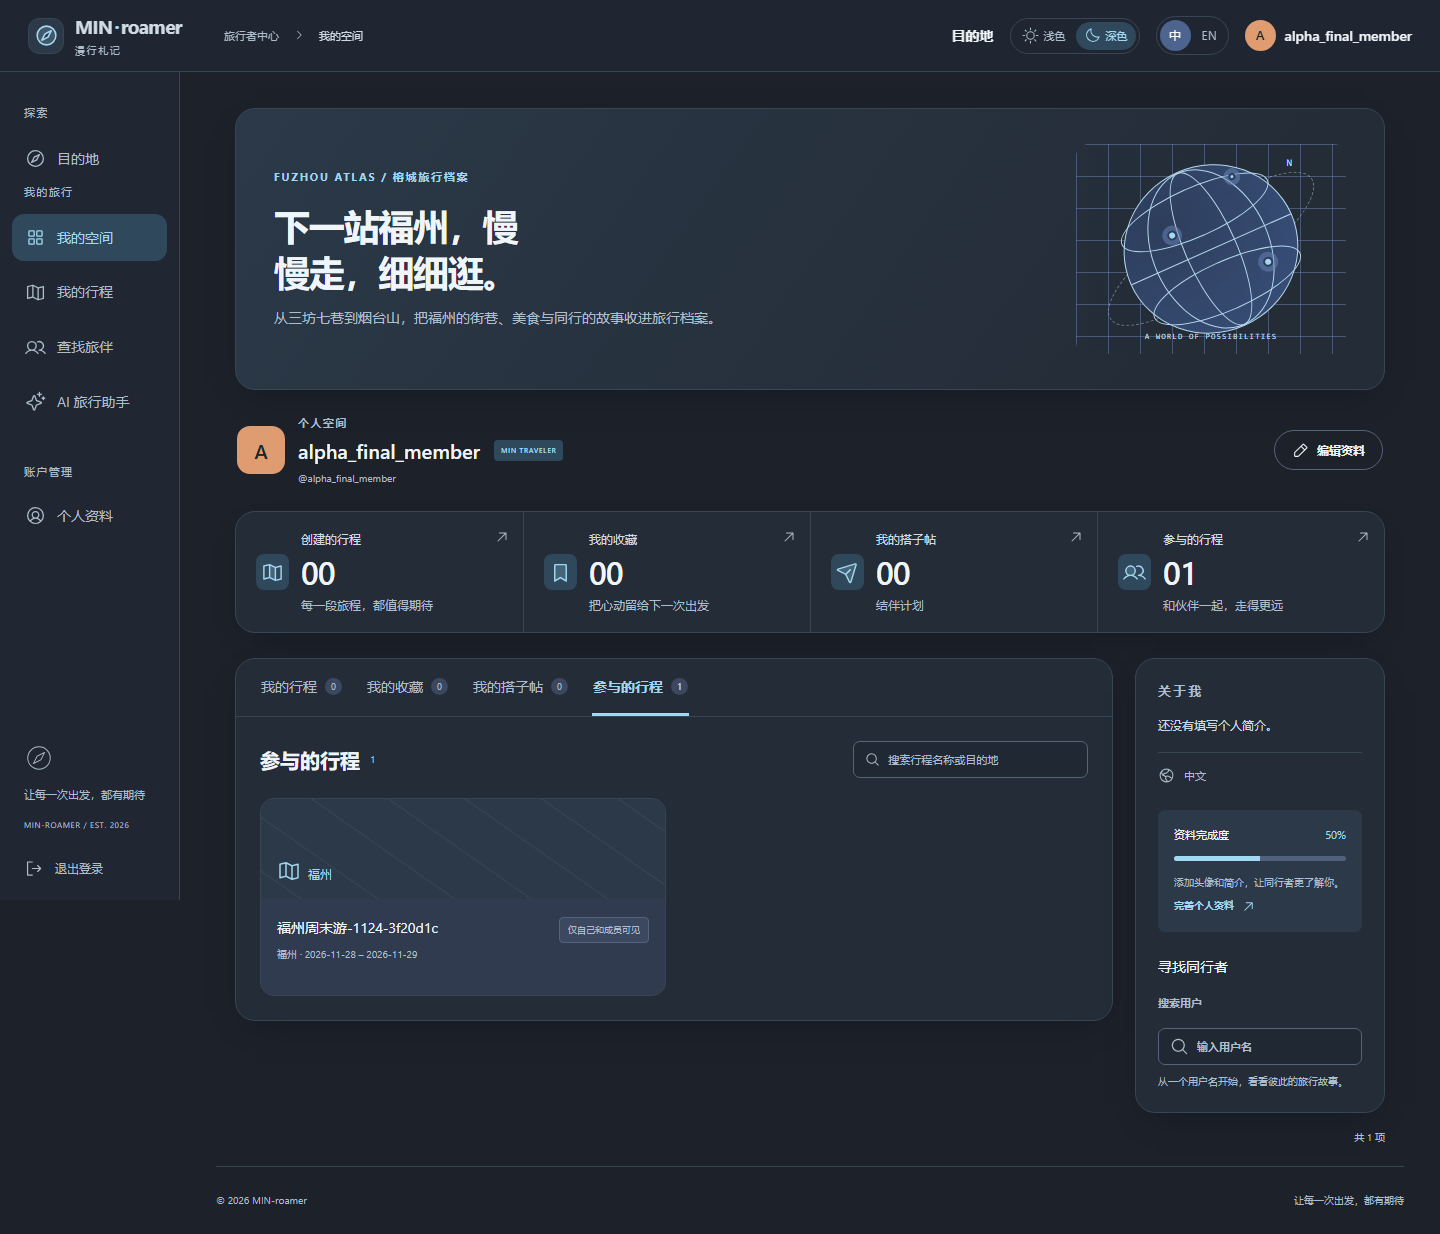 MIN·roamer
漫行札记
旅行者中心
我的空间
目的地
浅色
深色
中
EN
A
alpha_final_member
探索
目的地
我的旅行
我的空间
我的行程
查找旅伴
AI 旅行助手
账户管理
个人资料
让每一次出发，都有期待
MIN-ROAMER / EST. 2026
退出登录
FUZHOU ATLAS / 榕城旅行档案
下一站福州，慢
慢走，细细逛。
从三坊七巷到烟台山，把福州的街巷、美食与同行的故事收进旅行档案。
N
A WORLD OF POSSIBILITIES
A
个人空间
alpha_final_member
MIN TRAVELER
@alpha_final_member
编辑资料
创建的行程
00
每一段旅程，都值得期待
我的收藏
00
把心动留给下一次出发
我的搭子帖
00
结伴计划
参与的行程
01
和伙伴一起，走得更远
我的行程 0
我的收藏 0
我的搭子帖 0
参与的行程 1
参与的行程 1
搜索行程名称或目的地
福州
福州周末游-1124-3f20d1c
仅自己和成员可见
福州 · 2026-11-28 – 2026-11-29
关于我
还没有填写个人简介。
中文
资料完成度
50%
添加头像和简介，让同行者更了解你。
完善个人资料
寻找同行者
搜索用户
输入用户名
从一个用户名开始，看看彼此的旅行故事。
共 1 项
© 2026 MIN-roamer
让每一次出发，都有期待